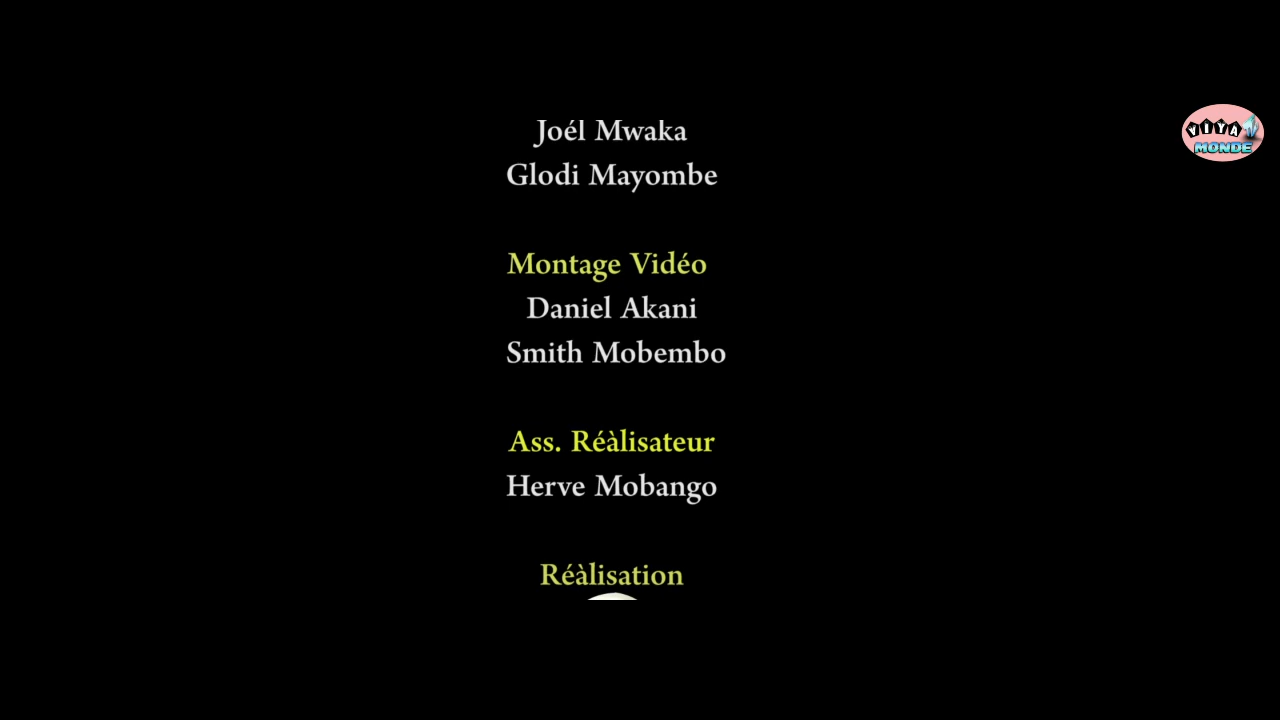 Joél Mwaka
Glodi Mayombe
Montage Vidéo
Daniel Akani
Smith Mobembo
Ass. Réàlisateur
Herve Mobango
Réàlisation
VIYA
MONDE